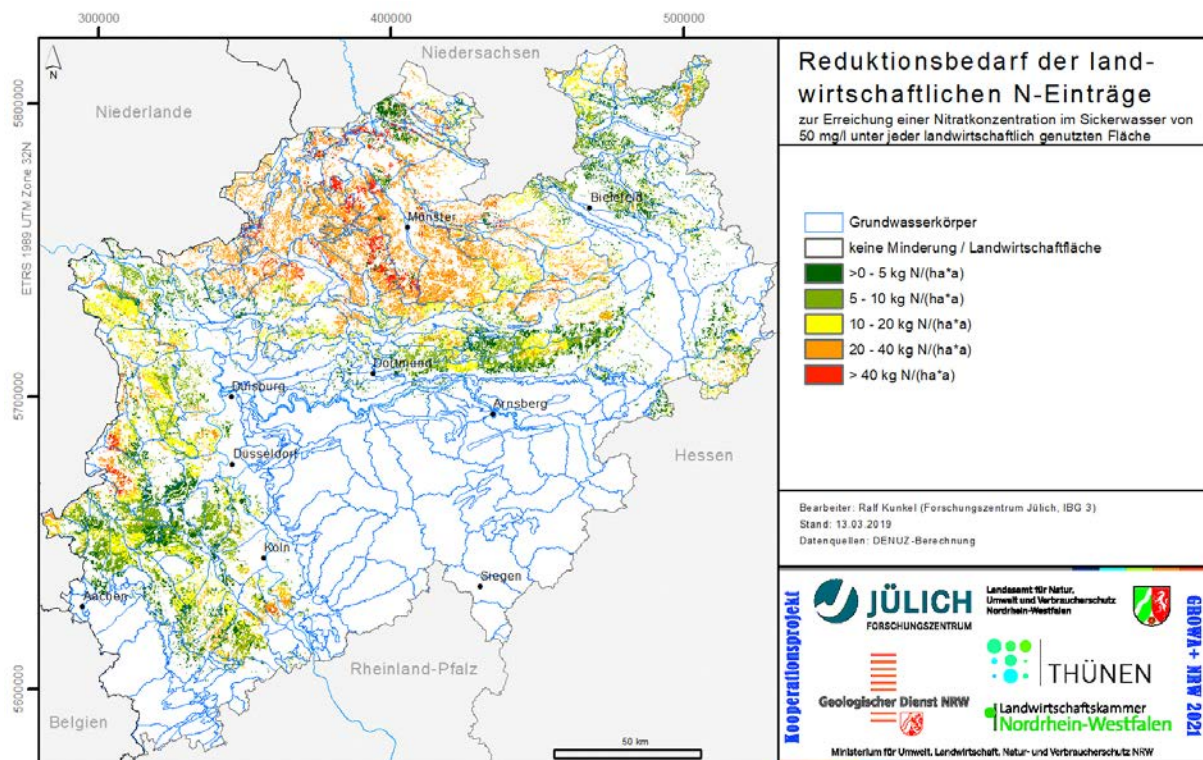 300000
400000
500000
5800000
5700000
5600000
ETRS 1989 UTM Zone 32N
N
Niederlande
Niedersachsen
Hessen
Rheinland-Pfalz
Belgien
Bielefeld
Münster
Dortmund
Duisburg
Arnsberg
Düsseldorf
Köln
Siegen
Aachen
50 km
Reduktionsbedarf der land-
wirtschaftlichen N-Einträge
zur Erreichung einer Nitratkonzentration im Sickerwasser von
50 mg/l unter jeder landwirtschaftlich genutzten Fläche
Grundwasserkörper
keine Minderung / Landwirtschaftfläche
>0 - 5 kg N/(ha*a)
5 - 10 kg N/(ha*a)
10 - 20 kg N/(ha*a)
20 - 40 kg N/(ha*a)
> 40 kg N/(ha*a)
Bearbeiter: Ralf Kunkel (Forschungszentrum Jülich, IBG 3)
Stand: 13.03.2019
Datenquellen: DENUZ-Berechnung
Kooperationsprojekt
JÜLICH
FORSCHUNGSZENTRUM
Landesamt für Natur,
Umwelt und Verbraucherschutz
Nordrhein-Westfalen
Geologischer Dienst NRW
THÜNEN
Landwirtschaftskammer
Nordrhein-Westfalen
GROWA+ NRW 2021
Ministerium für Umwelt, Landwirtschaft, Natur- und Verbraucherschutz NRW